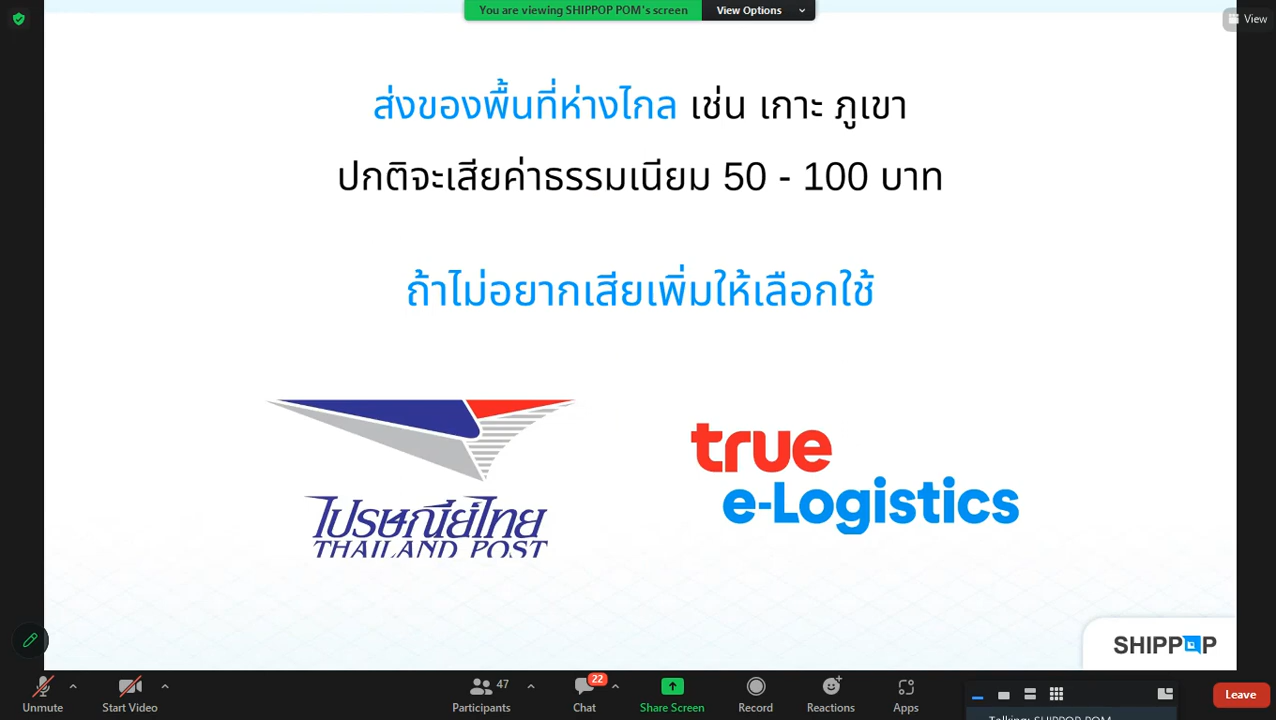 You are viewing SHIPPOP POM's screen
View Options
View
ส่งของพื้นที่ห่างไกล เช่น เกาะ ภูเขา
ปกติจะเสียค่าธรรมเนียม 50 - 100 บาท
ถ้าไม่อยากเสียเพิ่มให้เลือกใช้
ไปรษณีย์ไทย
THAILAND POST
true
e-Logistics
SHIPPOP
47
22
Unmute
Start Video
Participants
Chat
Share Screen
Record
Reactions
Apps
Talking: SHIPPOP POM
Leave